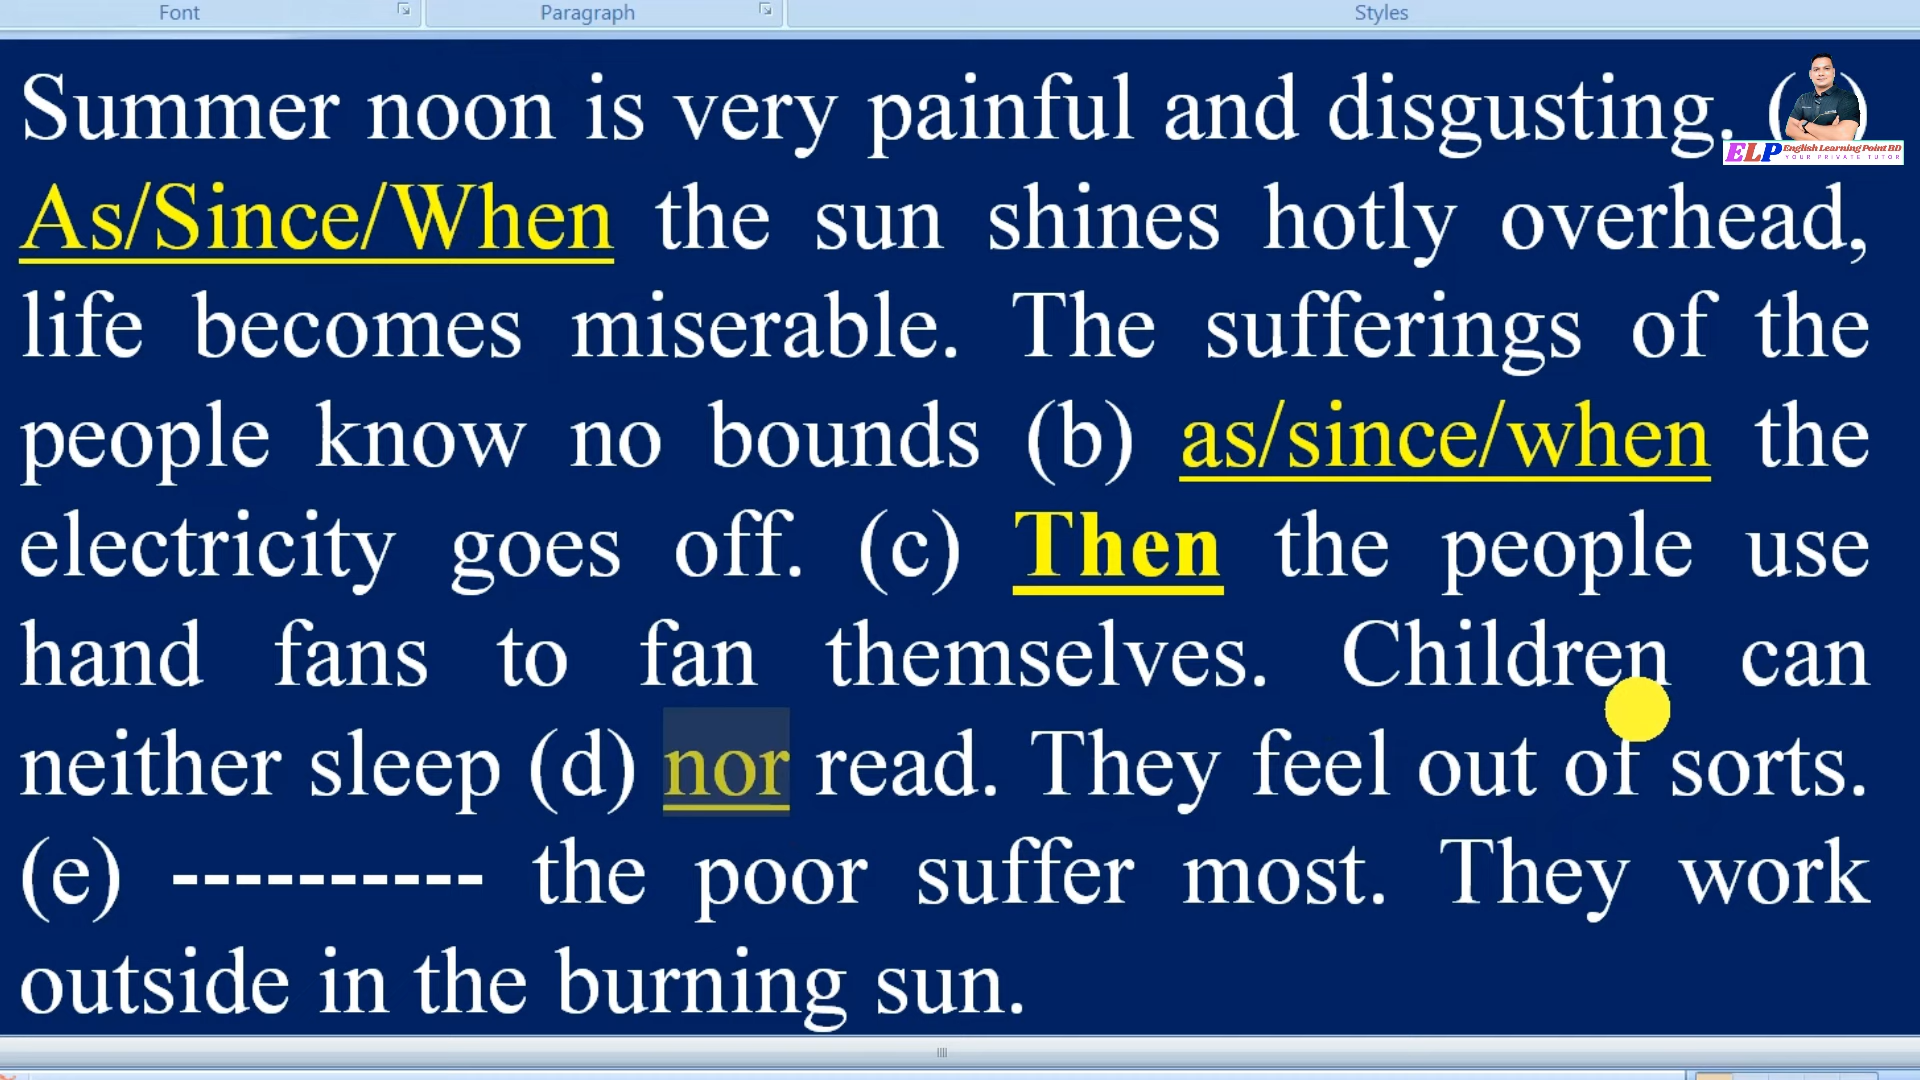 Font Paragraph Styles
Summer noon is very painful and disgusting. (
As/Since/When the sun shines hotly overhead,
life becomes miserable. The sufferings of the
people know no bounds (b) as/since/when the
electricity goes off. (c) Then the people use
hand fans to fan themselves. Children can
neither sleep (d) nor read. They feel out of sorts.
(e) ---------- the poor suffer most. They work
outside in the burning sun.
ELP English Learning Point BD
YOUR PRIVATE TUTOR